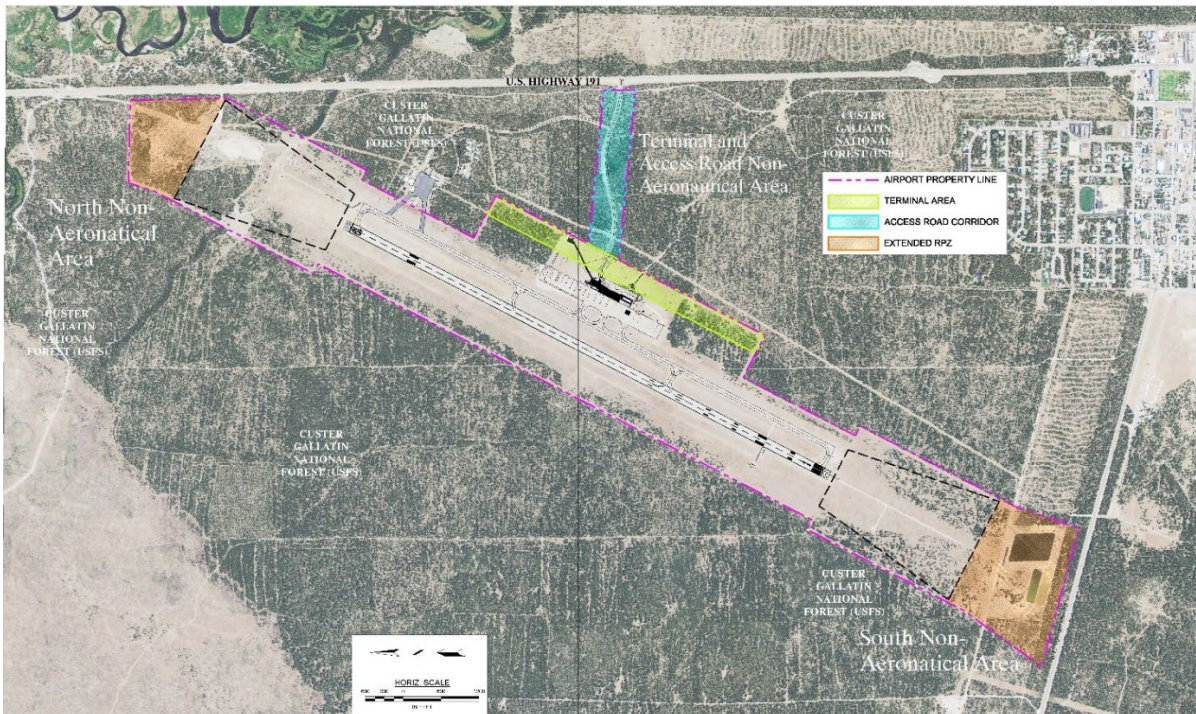 U.S. HIGHWAY 191
CUSTER
GALLATIN
NATIONAL
FOREST (USFS)
CUSTER
GALLATIN
NATIONAL
FOREST (USFS)
Terminal and
Access Road Non-
Aeronautical Area
AIRPORT PROPERTY LINE
TERMINAL AREA
ACCESS ROAD CORRIDOR
EXTENDED RPZ
North Non-
Aeronatical
Area
CUSTER
GALLATIN
NATIONAL
FOREST (USFS)
CUSTER
GALLATIN
NATIONAL
FOREST (USFS)
CUSTER
GALLATIN
NATIONAL
FOREST (USFS)
South Non-
Aeronatical Area
HORIZ. SCALE